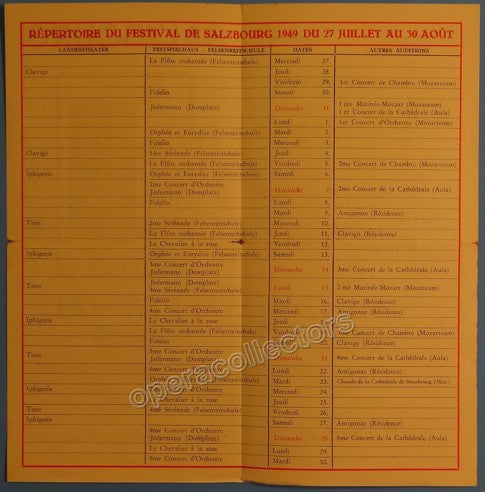 RÉPERTOIRE DU FESTIVAL DE SALZBOURG 1949 DU 27 JUILLET AU 30 AOÛT
LANDESTHEATER FESTSPIELHAUS FELSENREITSCHULE DATES AUTRES AUDITIONS
La Flûte enchantée (Felsenreitschule) Mercredi 27.
Clavigo Jeudi 28.
Vendredi 29. 1er Concert de Chambre (Mozarteum)
Fidelio Samedi 30.
Jedermann (Domplatz) Dimanche 31. 1ère Matinée-Mozart (Mozarteum)
1er Concert de la Cathédrale (Aula)
Lundi 1. 1er Concert d'Orchestre (Mozarteum)
Orphée et Eurydice (Felsenreitschule) Mardi 2.
Fidelio Mercredi 3.
Jedermann (Domplatz) Jeudi 4.
Clavigo 1ère Sérénade (Felsenreitschule)
La Flûte enchantée (Felsenreitschule) Vendredi 5. 2me Concert de Chambre (Mozarteum)
Iphigenie Orphée et Eurydice (Felsenreitschule) Samedi 6.
2me Concert d'Orchestre
Jedermann (Domplatz) Dimanche 7. 2me Concert de la Cathédrale (Aula)
Fidelio Lundi 8.
Mardi 9. Antigonae (Résidence)
Titus 2me Sérénade (Felsenreitschule) Mercredi 10.
La Flûte enchantée (Felsenreitschule) Jeudi 11. Clavigo (Résidence)
Le Chevalier à la rose Vendredi 12.
Iphigenie Orphée et Eurydice (Felsenreitschule) Samedi 13.
3me Concert d'Orchestre
Jedermann (Domplatz) Dimanche 14. 3me Concert de la Cathédrale (Aula)
Titus Jedermann (Domplatz)
3me Sérénade (Felsenreitschule) Lundi 15. 2me Matinée-Mozart (Mozarteum)
Fidelio Mardi 16. Clavigo (Résidence)
4me Concert d'Orchestre Mercredi 17. Antigonae (Résidence)
Iphigenie Le Chevalier à la rose Jeudi
La Flûte enchantée (Felsenreitschule) Vendredi 3me Concert de Chambre (Mozarteum)
Fidelio 20. Clavigo (Résidence)
Titus 5me Concert d'Orchestre
Jedermann (Domplatz) Dimanche 21. 4me Concert de la Cathédrale (Aula)
6me Concert d'Orchestre Lundi 22. Antigonae (Résidence)
Iphigenie Le Chevalier à la rose Mardi 23. Chorale de la Cathédrale de Strasbourg (Moz.)
Orphée et Eurydice (Felsenreitschule) Mercredi 24.
Jeudi 25.
Titus 4me Sérénade (Felsenreitschule) Vendredi 26.
Iphigenie Samedi 27. Antigonae (Résidence)
8me Concert d'Orchestre
Jedermann (Domplatz) Dimanche 28. 5me Concert de la Cathédrale (Aula)
Le Chevalier à la rose Lundi 29.
9me Concert d'Orchestre Mardi 30.
operacollectors